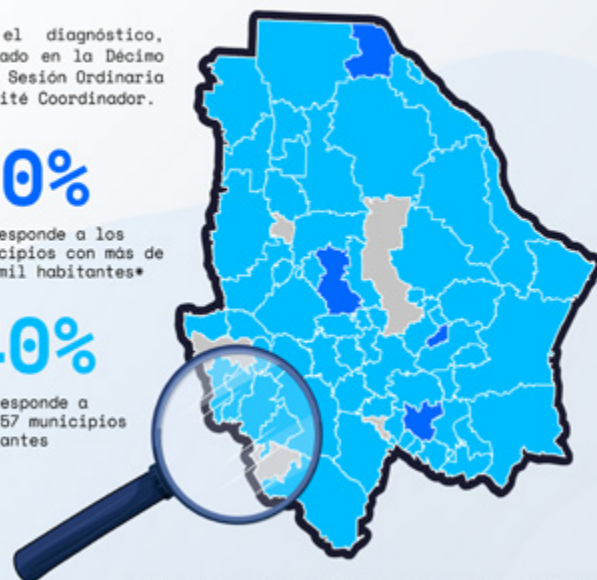 el diagnóstico,
ado en la Décimo
Sesión Ordinaria
ité Coordinador.
0%
esponde a los
cipios con más de
mil habitantes*
40%
esponde a
57 municipios
antes